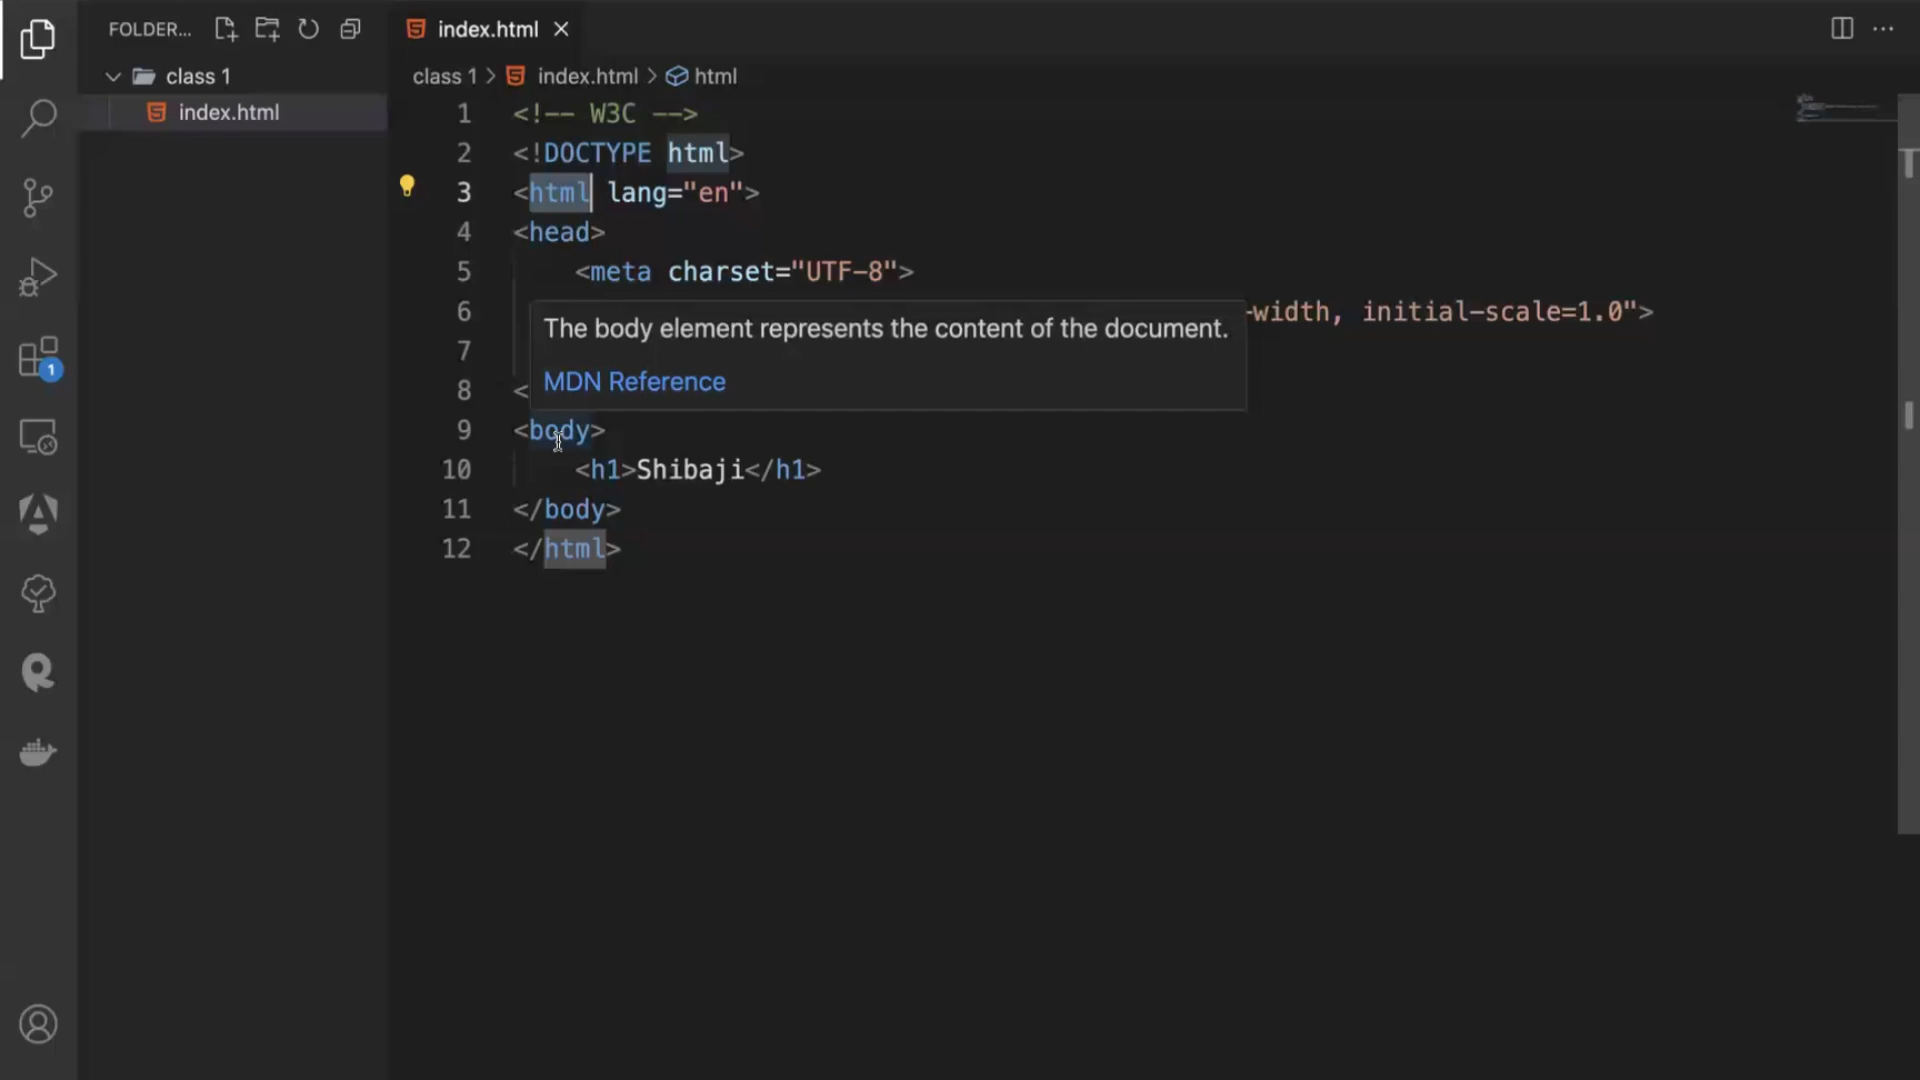 FOLDER...
class 1
index.html
index.html
class 1 > index.html > html
1 <!-- W3C -->
2 <!DOCTYPE html>
3 <html lang="en">
4 <head>
5 <meta charset="UTF-8">
6 -width, initial-scale=1.0">
The body element represents the content of the document.
7
MDN Reference
8 <
9 <body>
10 <h1>Shibaji</h1>
11 </body>
12 </html>
1